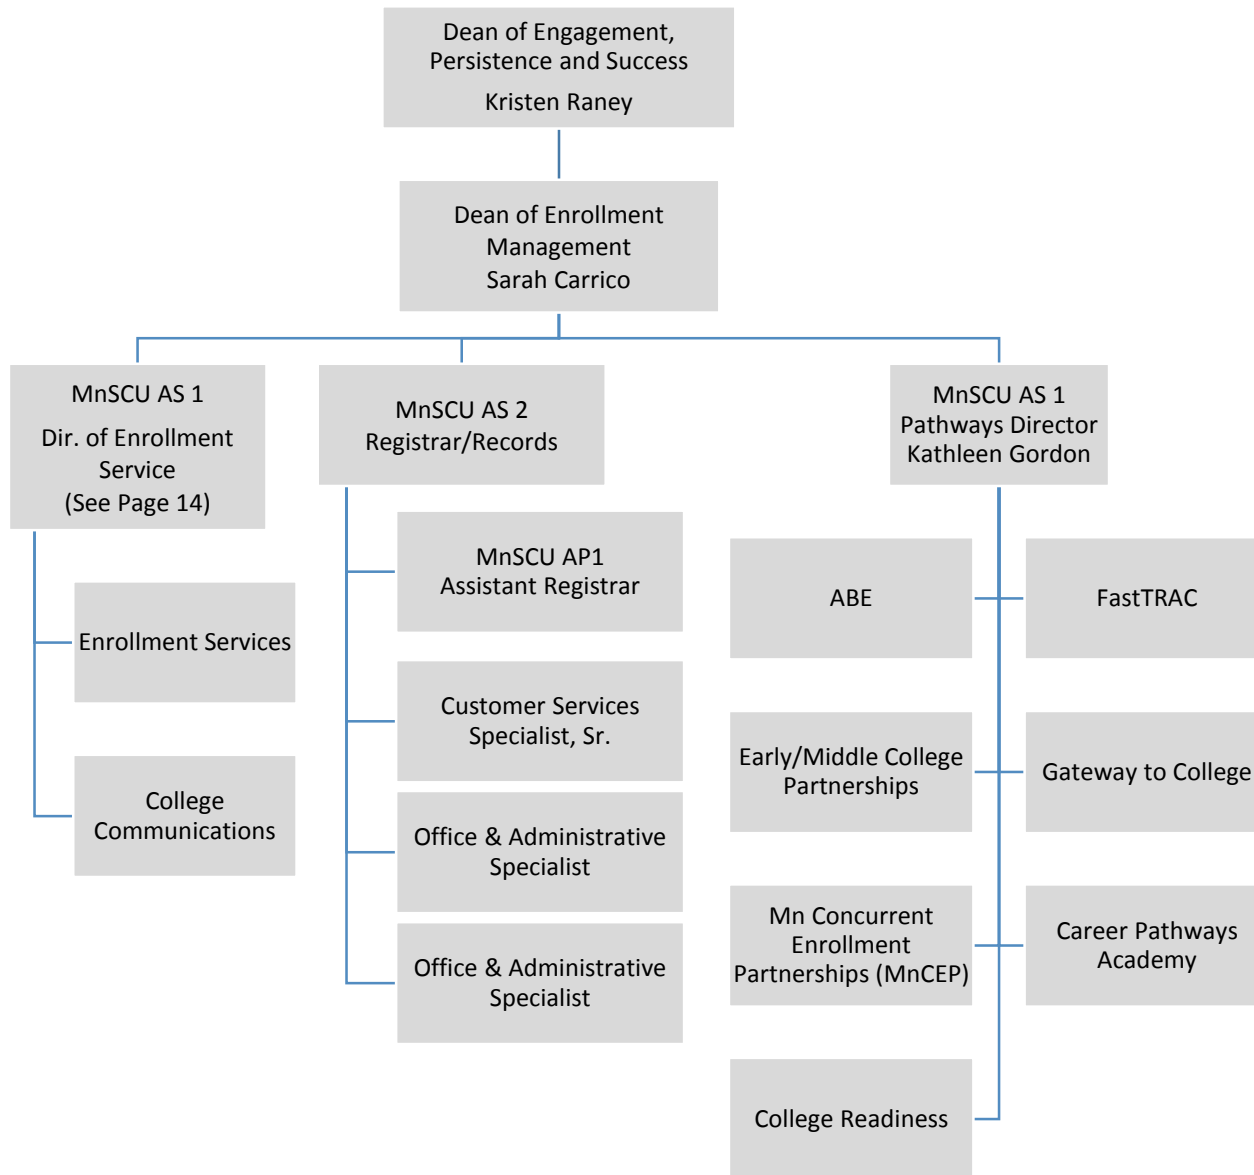 Dean of Engagement,
Persistence and Success
Kristen Raney
Dean of Enrollment
Management
Sarah Carrico
MnSCU AS 1
Dir. of Enrollment
Service
(See Page 14)
MnSCU AS 2
Registrar/Records
MnSCU AS 1
Pathways Director
Kathleen Gordon
Enrollment Services
College
Communications
MnSCU AP1
Assistant Registrar
Customer Services
Specialist, Sr.
Office & Administrative
Specialist
Office & Administrative
Specialist
ABE
FastTRAC
Early/Middle College
Partnerships
Gateway to College
Mn Concurrent
Enrollment
Partnerships (MnCEP)
Career Pathways
Academy
College Readiness